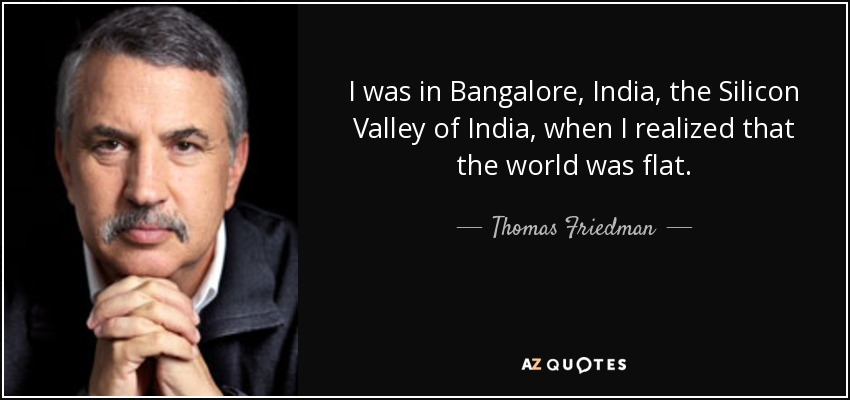 I was in Bangalore, India, the Silicon
Valley of India, when I realized that
the world was flat.
Thomas Friedman
AZ QUOTES